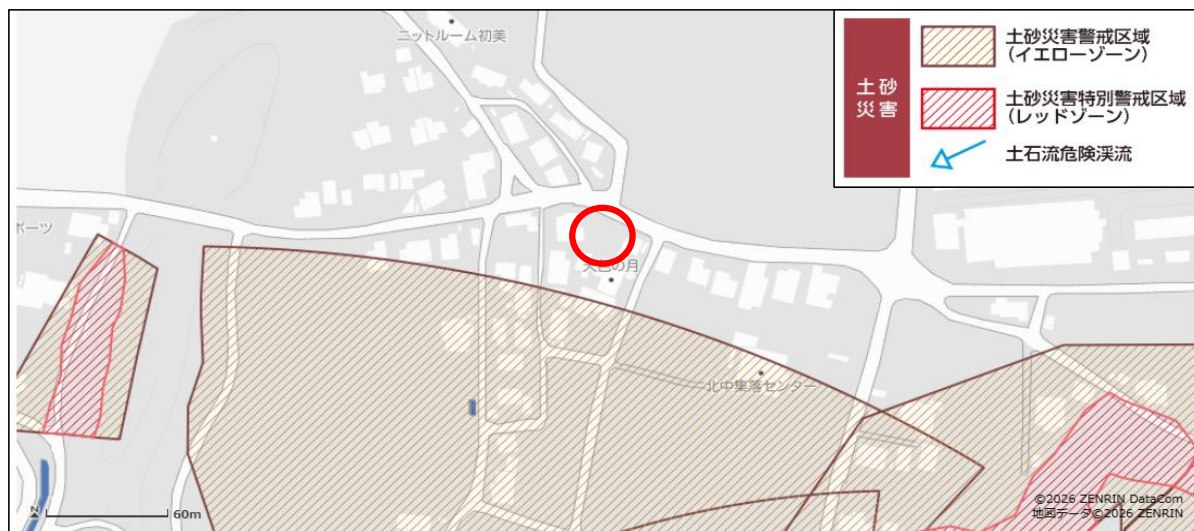 ニットルーム初美
土砂災害
土砂災害警戒区域
(イエローゾーン)
土砂災害特別警戒区域
(レッドゾーン)
土石流危険渓流
ポーツ
の月
北中集落センター
N
60m
©2026 ZENRIN DataCom
地図データ©2026 ZENRIN